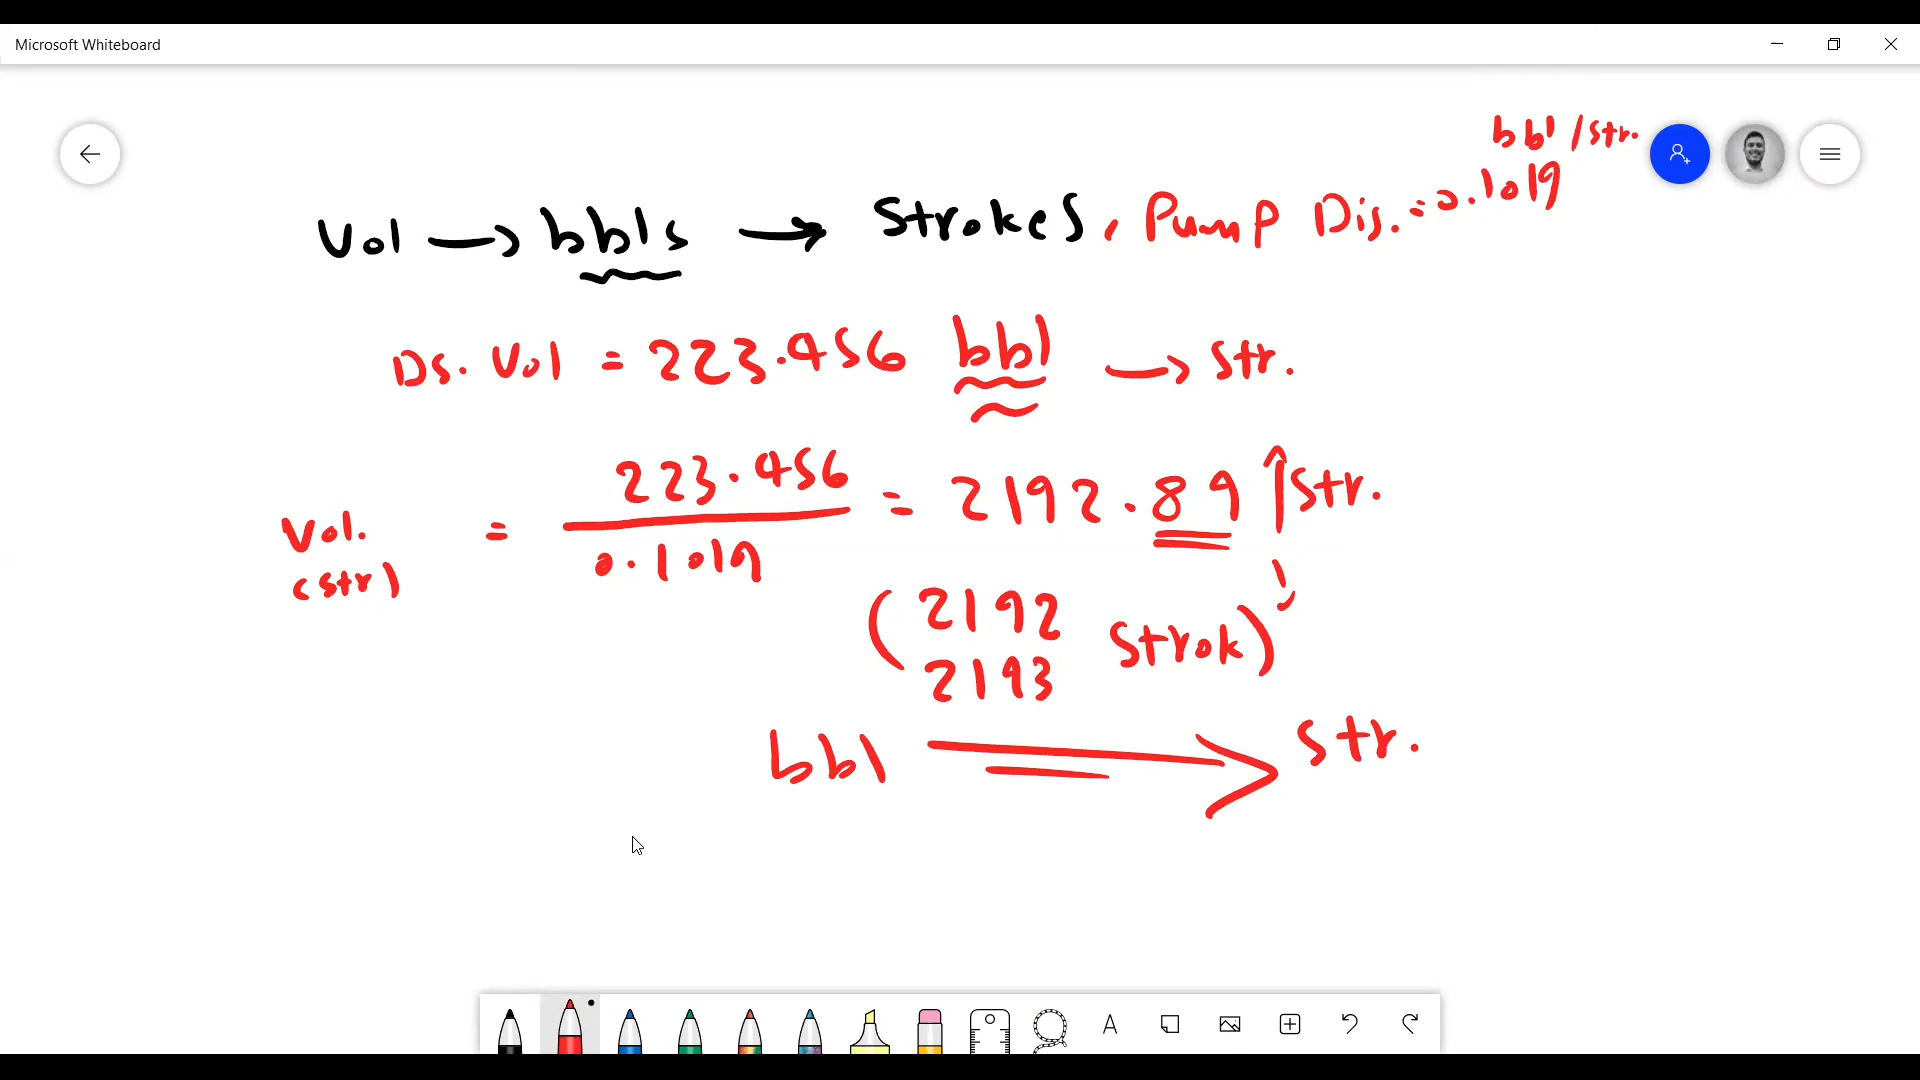 Microsoft Whiteboard
bbl / str.
Vol → bbls → Strokes, Pump Dis. = 0.1019
Ds. Vol = 223.456 bbl → str.
223.456
Vol. = = 2192.89 ↑ str.
0.1019
(str)
(2192
Strok)
2193
bbl → str.
A